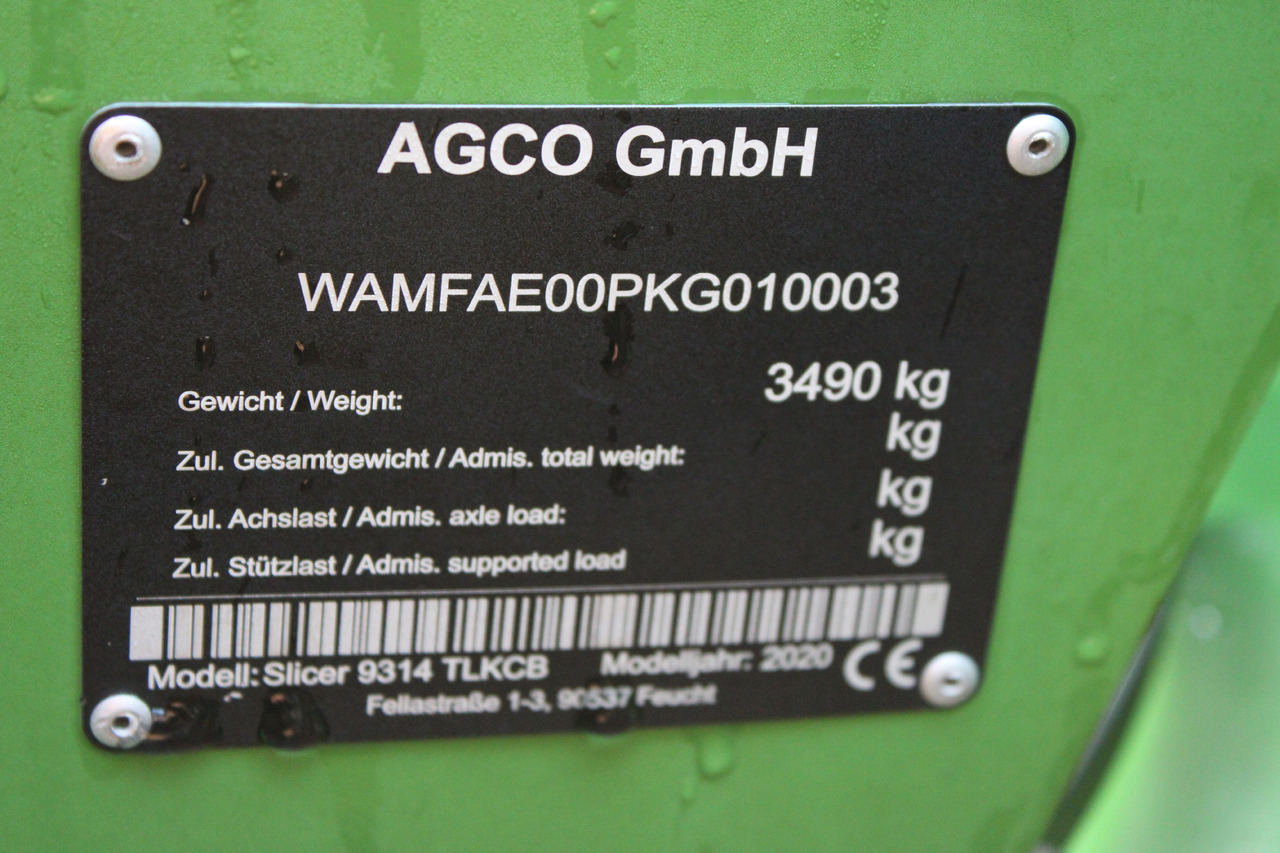 AGCO GmbH
WAMFAE00PKG010003
Gewicht / Weight: 3490 kg
Zul. Gesamtgewicht / Admis. total weight: kg
Zul. Achslast / Admis. axle load: kg
Zul. Stützlast / Admis. supported load kg
Modell: Slicer 9314 TLKCB Modelljahr: 2020 CE
Fellastraße 1-3, 90537 Feucht